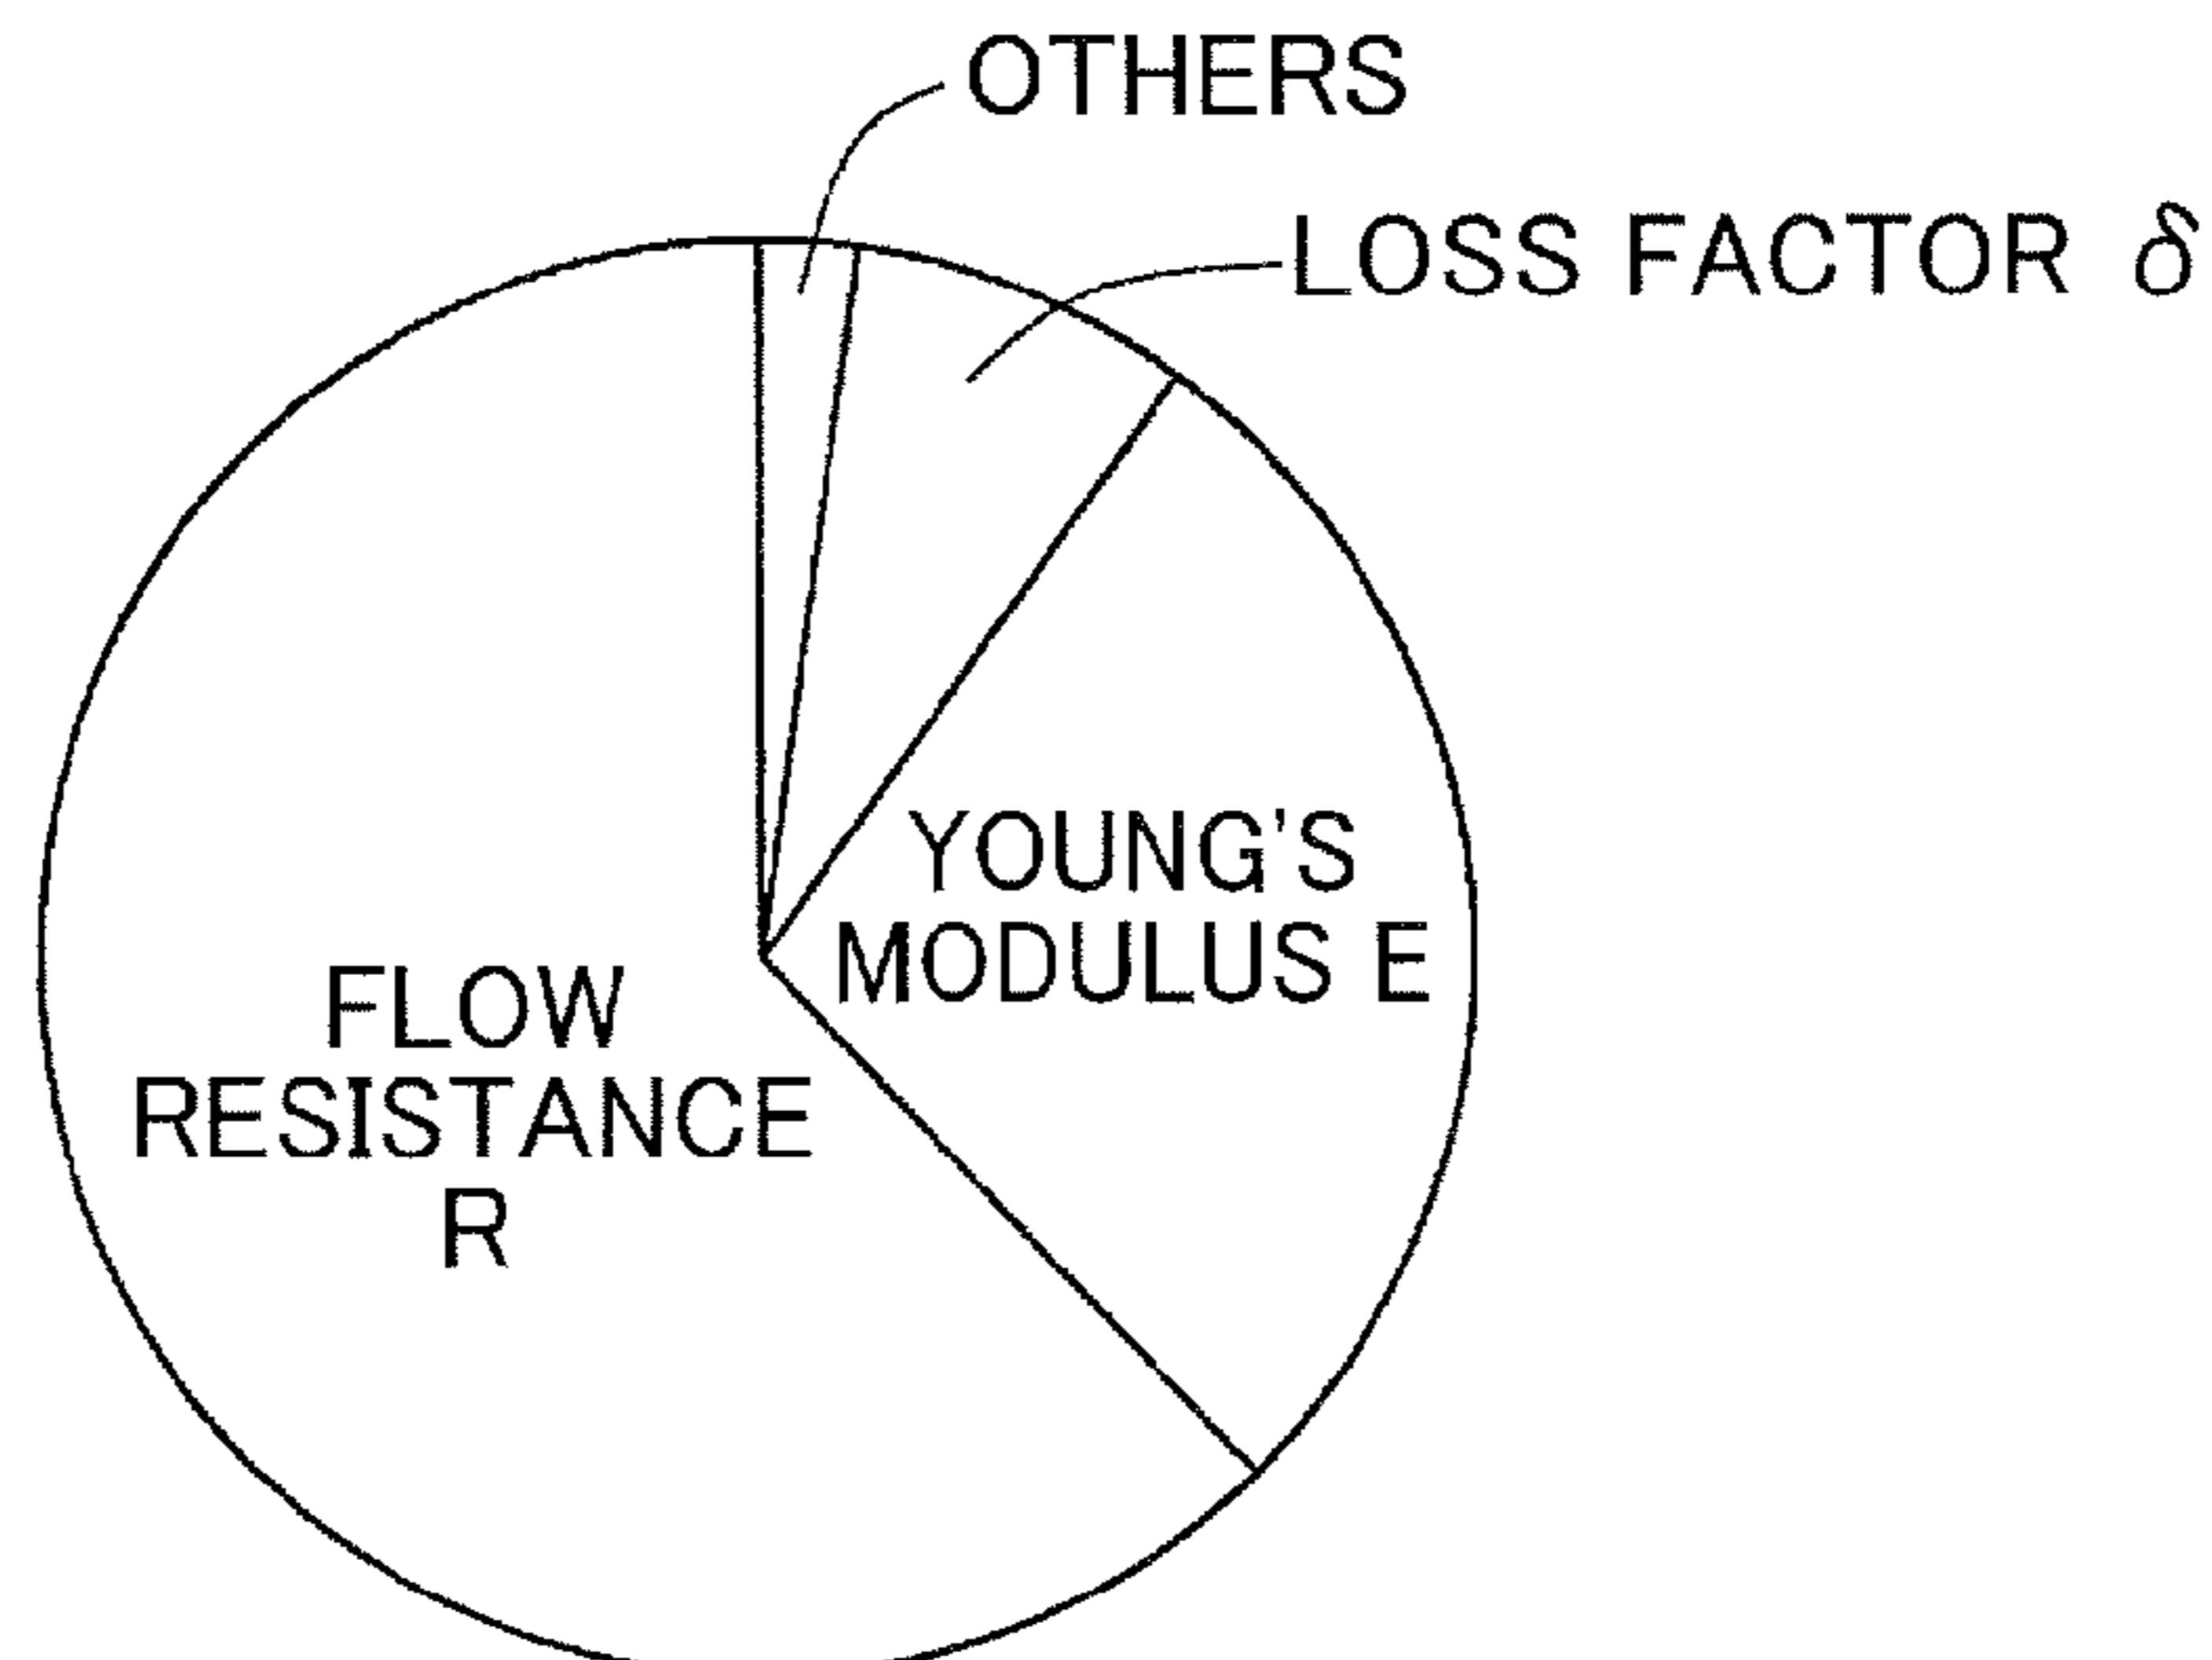 OTHERS
LOSS FACTOR δ
YOUNG'S
MODULUS E
FLOW
RESISTANCE
R